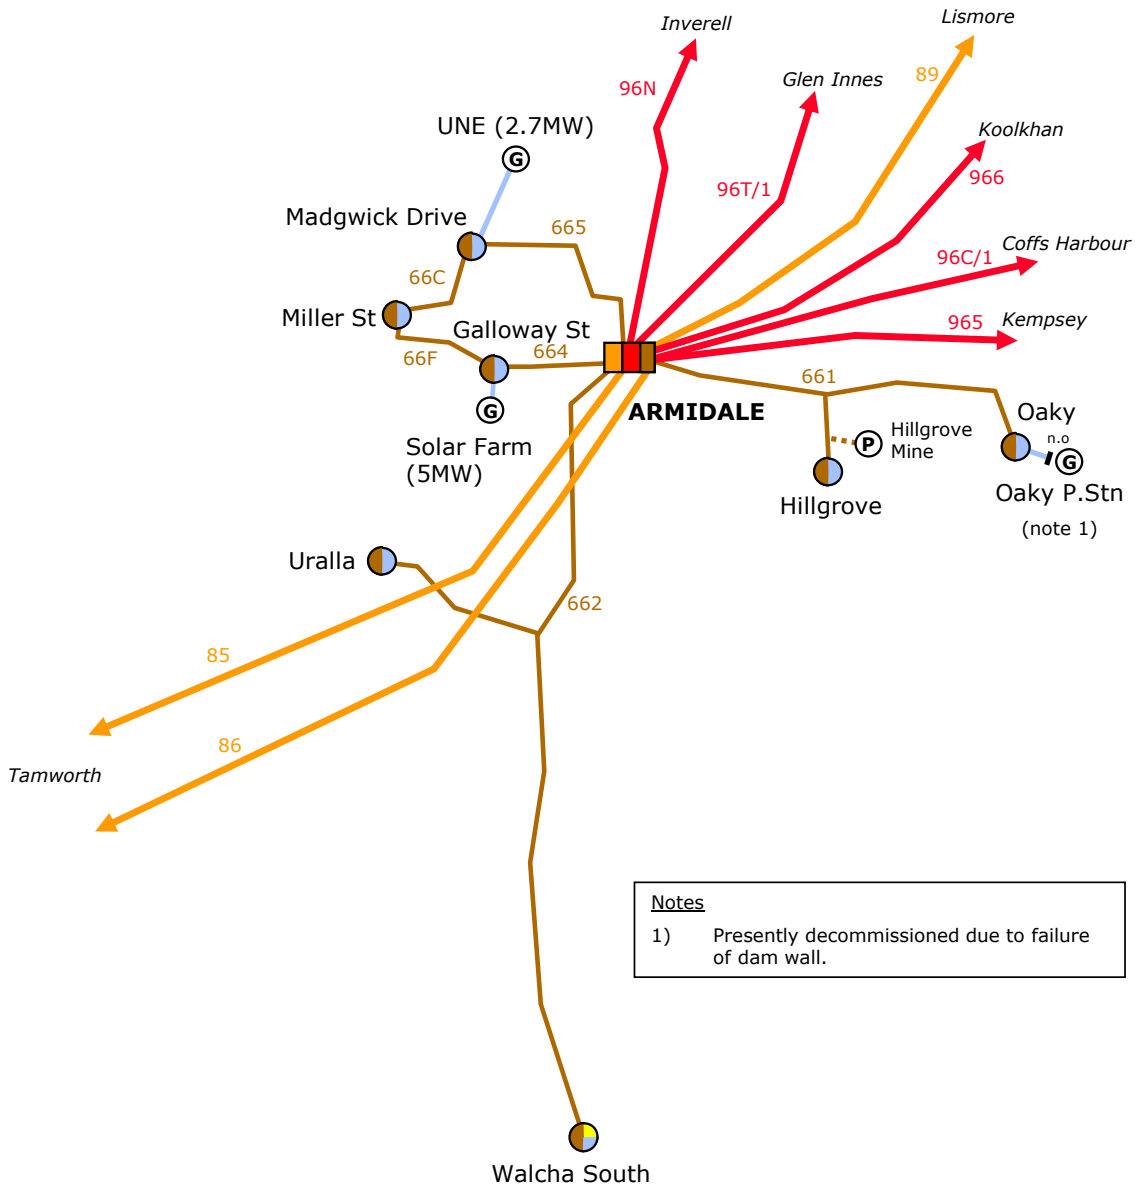 Inverell
Lismore
89
Glen Innes
96N
UNE (2.7MW)
G
Koolkhan
966
96T/1
Madgwick Drive
665
Coffs Harbour
96C/1
66C
Miller St
Galloway St
965
Kempsey
66F
664
661
G
ARMIDALE
Oaky
Solar Farm
(5MW)
P
Hillgrove
Mine
n.o
G
Hillgrove
Oaky P.Stn
(note 1)
Uralla
662
85
86
Tamworth
Notes
1) Presently decommissioned due to failure
of dam wall.
Walcha South